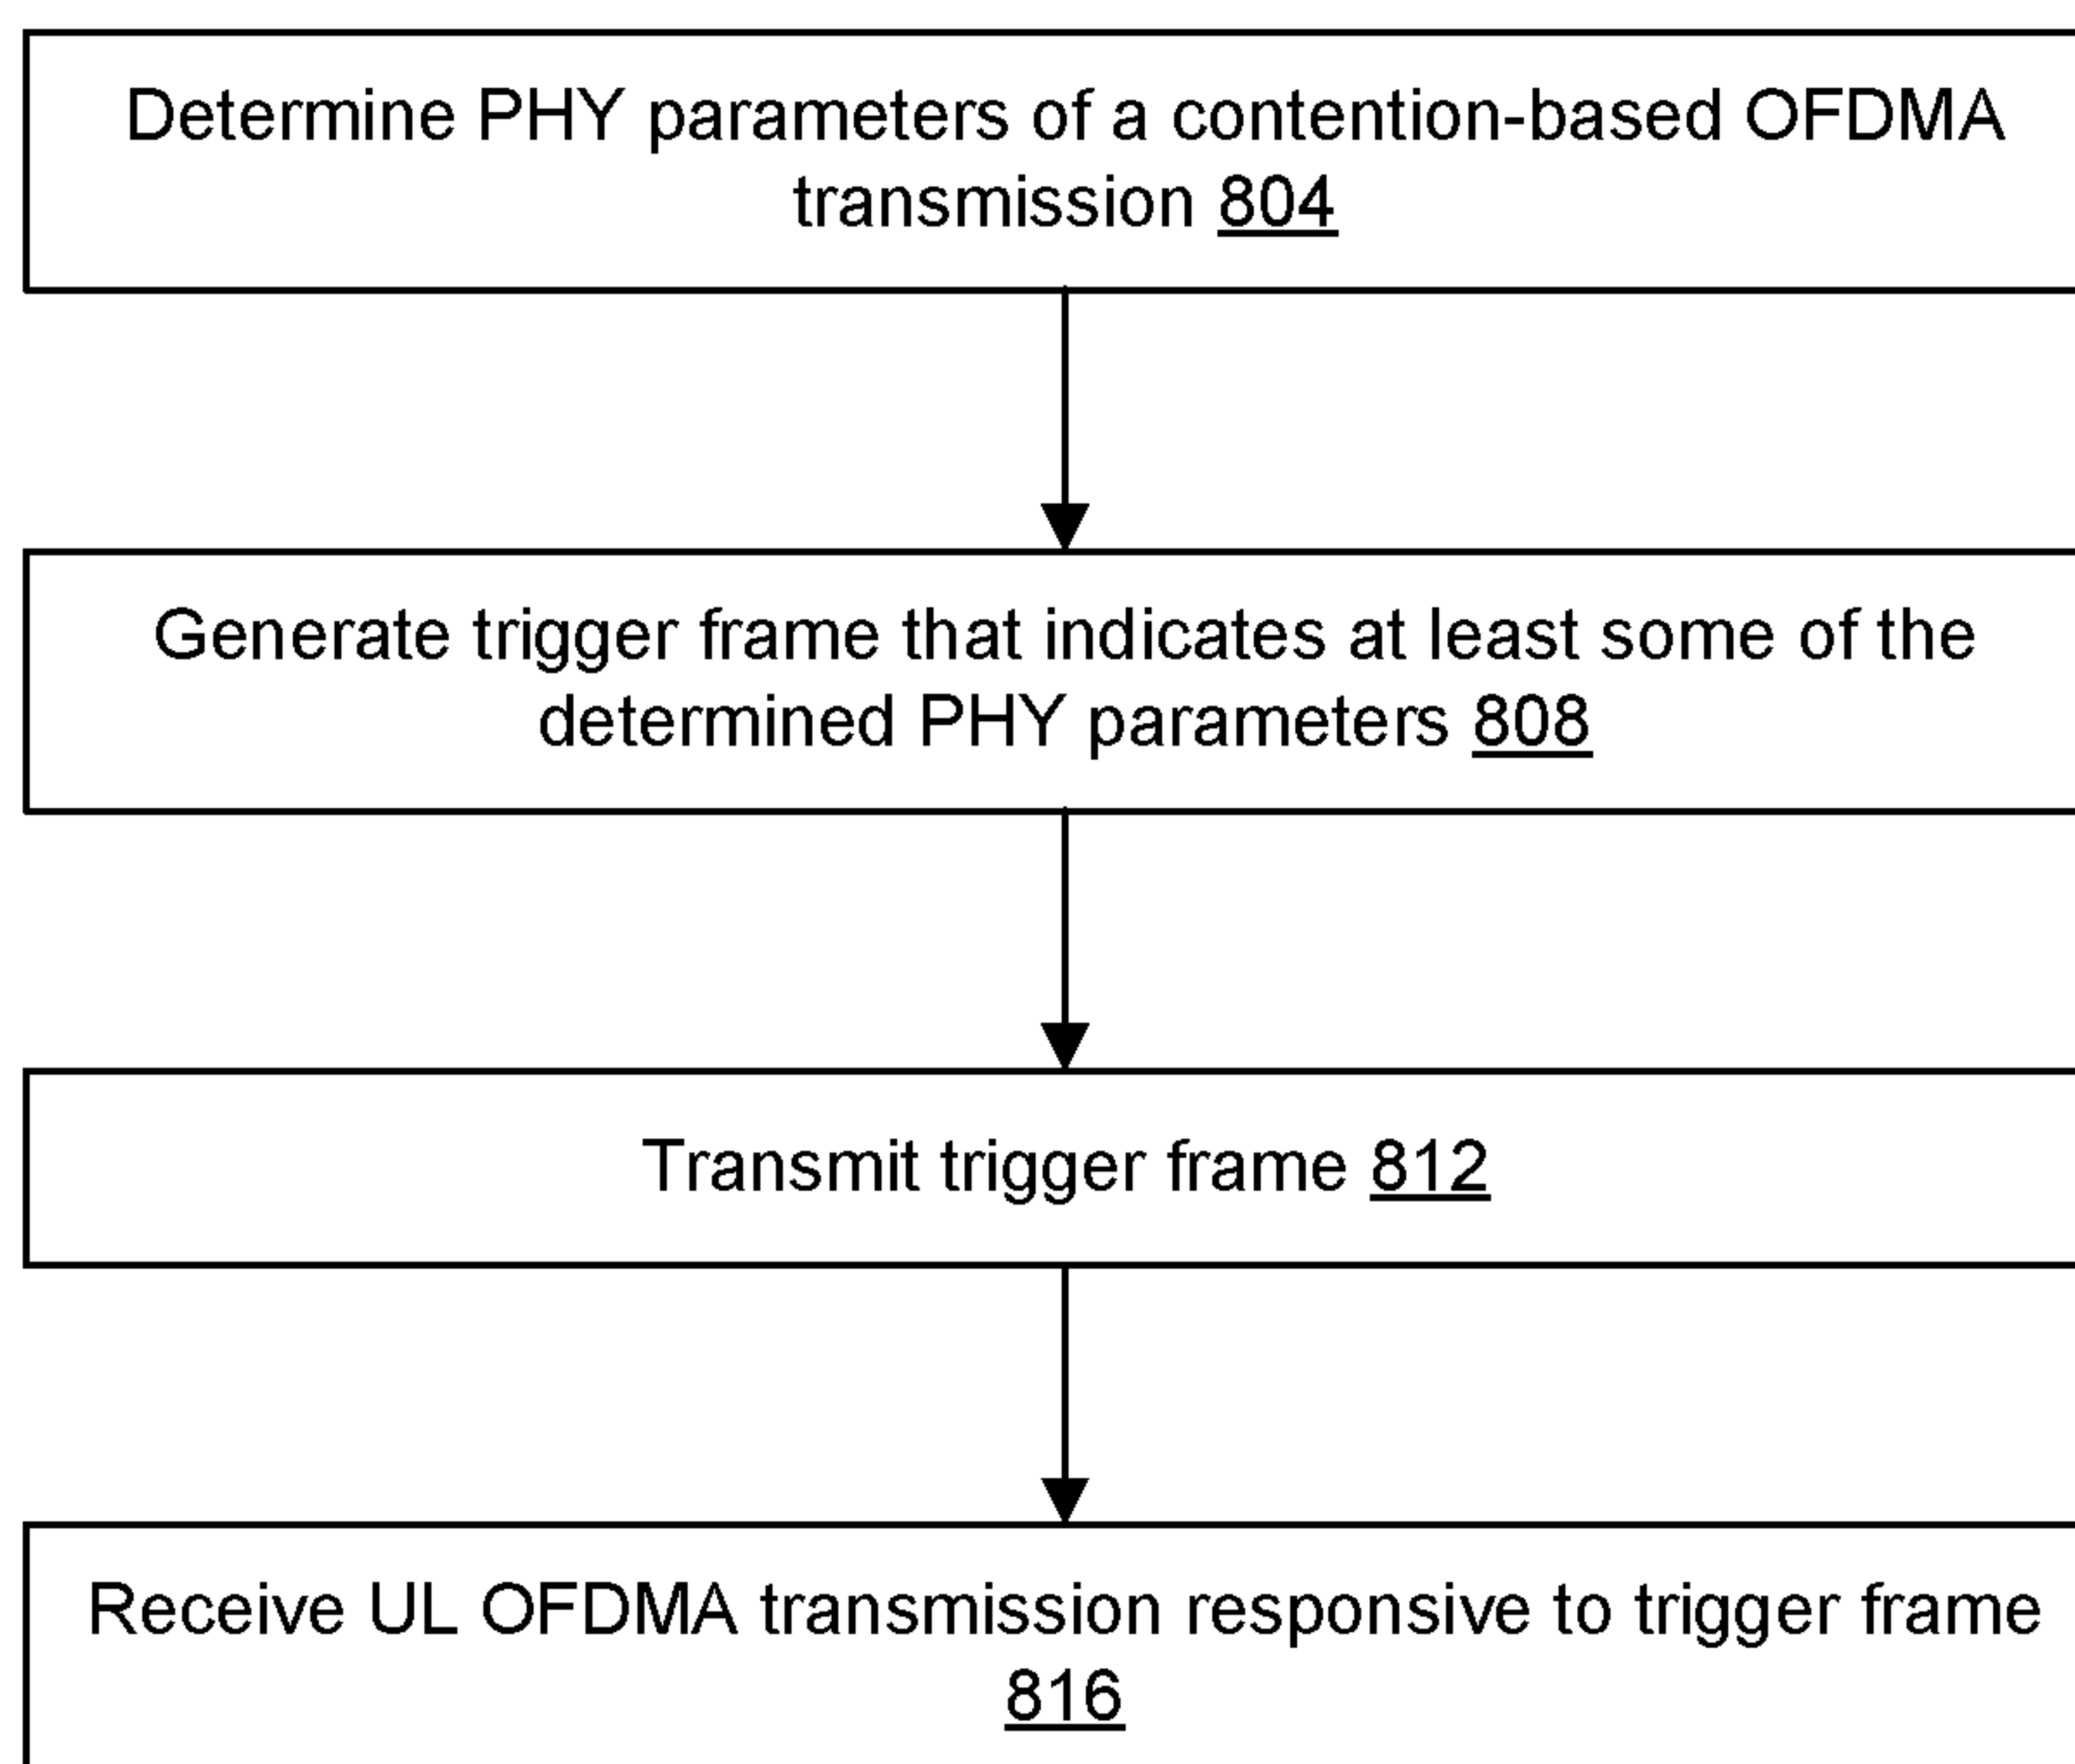 Determine PHY parameters of a contention-based OFDMA
transmission 804
Generate trigger frame that indicates at least some of the
determined PHY parameters 808
Transmit trigger frame 812
Receive UL OFDMA transmission responsive to trigger frame
816